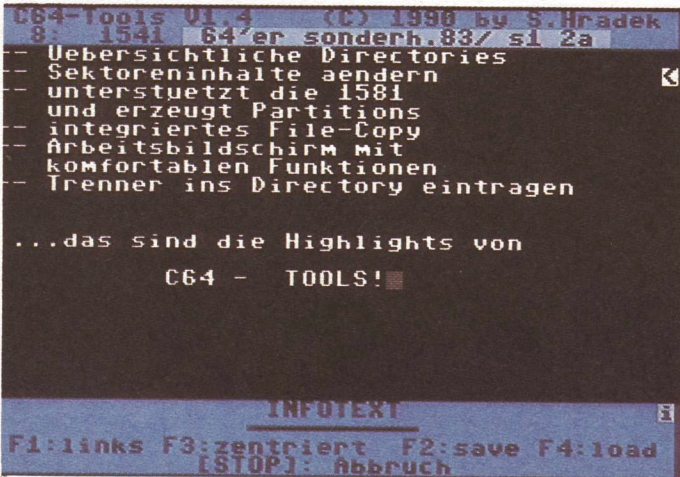 C64-Tools V1.4 (C) 1990 by S.Hradek
8: 1541 64'er sonderh.83/ s1 2a
-- Uebersichtliche Directories
-- Sektoreninhalte aendern
-- unterstuetzt die 1581
und erzeugt Partitions
-- integriertes File-Copy
-- Arbeitsbildschirm mit
komfortablen Funktionen
-- Trenner ins Directory eintragen
...das sind die Highlights von
C64 - TOOLS!
INFOTEXT
i
F1:links F3:zentriert F2:save F4:load
[STOP]: Abbruch